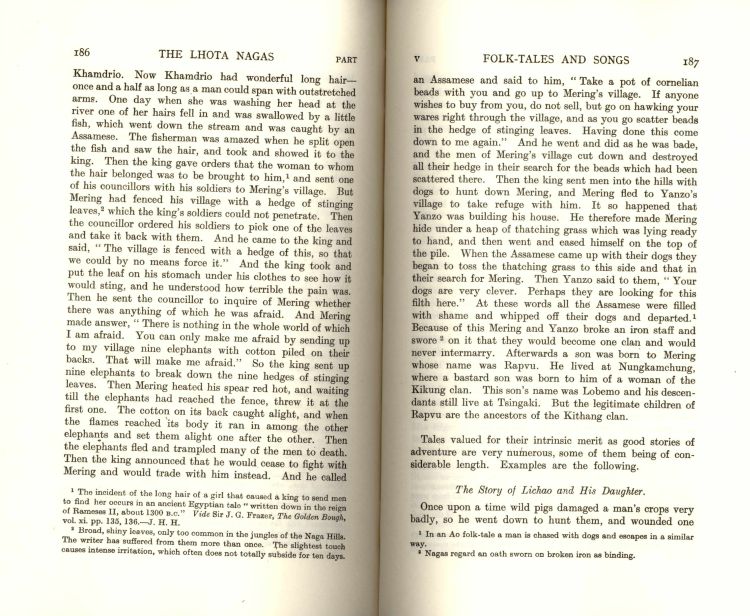 186 THE LHOTA NAGAS PART
Khamdrio. Now Khamdrio had wonderful long hair—
once and a half as long as a man could span with outstretched
arms. One day when she was washing her head at the
river one of her hairs fell in and was swallowed by a little
fish, which went down the stream and was caught by an
Assamese. The fisherman was amazed when he split open
the fish and saw the hair, and took and showed it to the
king. Then the king gave orders that the woman to whom
the hair belonged was to be brought to him,¹ and sent one
of his councillors with his soldiers to Mering's village. But
Mering had fenced his village with a hedge of stinging
leaves,² which the king's soldiers could not penetrate. Then
the councillor ordered his soldiers to pick one of the leaves
and take it back with them. And he came to the king and
said, “ The village is fenced with a hedge of this, so that
we could by no means force it.” And the king took and
put the leaf on his stomach under his clothes to see how it
would sting, and he understood how terrible the pain was.
Then he sent the councillor to inquire of Mering whether
there was anything of which he was afraid. And Mering
made answer, “ There is nothing in the whole world of which
I am afraid. You can only make me afraid by sending up
to my village nine elephants with cotton piled on their
backs. That will make me afraid.” So the king sent up
nine elephants to break down the nine hedges of stinging
leaves. Then Mering heated his spear red hot, and waiting
till the elephants had reached the fence, threw it at the
first one. The cotton on its back caught alight, and when
the flames reached its body it ran in among the other
elephants and set them alight one after the other. Then
the elephants fled and trampled many of the men to death.
Then the king announced that he would cease to fight with
Mering and would trade with him instead. And he called
¹ The incident of the long hair of a girl that caused a king to send men
to find her occurs in an ancient Egyptian tale “ written down in the reign
of Rameses II, about 1300 B.C.” Vide Sir J. G. Frazer, The Golden Bough,
vol. xi. pp. 135, 136.—J. H. H.
² Broad, shiny leaves, only too common in the jungles of the Naga Hills.
The writer has suffered from them more than once. The slightest touch
causes intense irritation, which often does not totally subside for ten days.
V FOLK-TALES AND SONGS 187
an Assamese and said to him, “ Take a pot of cornelian
beads with you and go up to Mering's village. If anyone
wishes to buy from you, do not sell, but go on hawking your
wares right through the village, and as you go scatter beads
in the hedge of stinging leaves. Having done this come
down to me again.” And he went and did as he was bade,
and the men of Mering's village cut down and destroyed
all their hedge in their search for the beads which had been
scattered there. Then the king sent men into the hills with
dogs to hunt down Mering, and Mering fled to Yanzo's
village to take refuge with him. It so happened that
Yanzo was building his house. He therefore made Mering
hide under a heap of thatching grass which was lying ready
to hand, and then went and eased himself on the top of
the pile. When the Assamese came up with their dogs they
began to toss the thatching grass to this side and that in
their search for Mering. Then Yanzo said to them, “ Your
dogs are very clever. Perhaps they are looking for this
filth here.” At these words all the Assamese were filled
with shame and whipped off their dogs and departed.¹
Because of this Mering and Yanzo broke an iron staff and
swore ² on it that they would become one clan and would
never intermarry. Afterwards a son was born to Mering
whose name was Rapvu. He lived at Nungkamchung,
where a bastard son was born to him of a woman of the
Kikung clan. This son's name was Lobemo and his descen-
dants still live at Tsingaki. But the legitimate children of
Rapvu are the ancestors of the Kithang clan.
Tales valued for their intrinsic merit as good stories of
adventure are very numerous, some of them being of con-
siderable length. Examples are the following.
The Story of Lichao and His Daughter.
Once upon a time wild pigs damaged a man's crops very
badly, so he went down to hunt them, and wounded one
¹ In an Ao folk-tale a man is chased with dogs and escapes in a similar
way.
² Nagas regard an oath sworn on broken iron as binding.